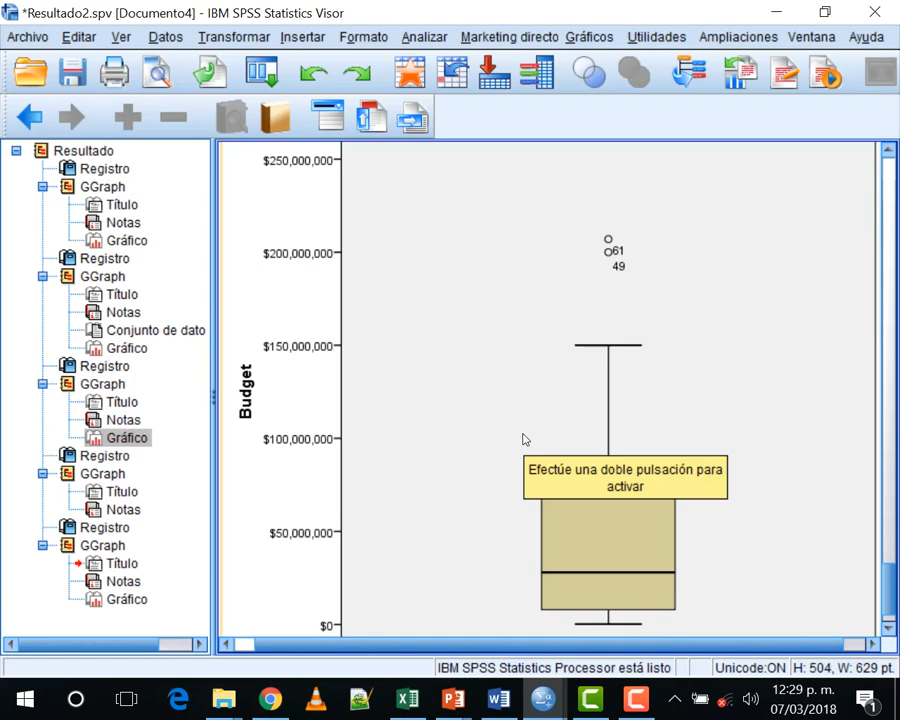 *Resultado2.spv [Documento4] - IBM SPSS Statistics Visor
Archivo Editar Ver Datos Transformar Insertar Formato Analizar Marketing directo Gráficos Utilidades Ampliaciones Ventana Ayuda
Resultado
Registro
GGraph
Título
Notas
Gráfico
Registro
GGraph
Título
Notas
Conjunto de dato
Gráfico
Registro
GGraph
Título
Notas
Gráfico
Registro
GGraph
Título
Notas
Registro
GGraph
Título
Notas
Gráfico
$250,000,000
$200,000,000
$150,000,000
$100,000,000
$50,000,000
$0
Budget
61
49
Efectúe una doble pulsación para
activar
IBM SPSS Statistics Processor está listo
Unicode:ON
H: 504, W: 629 pt.
12:29 p. m.
07/03/2018
1